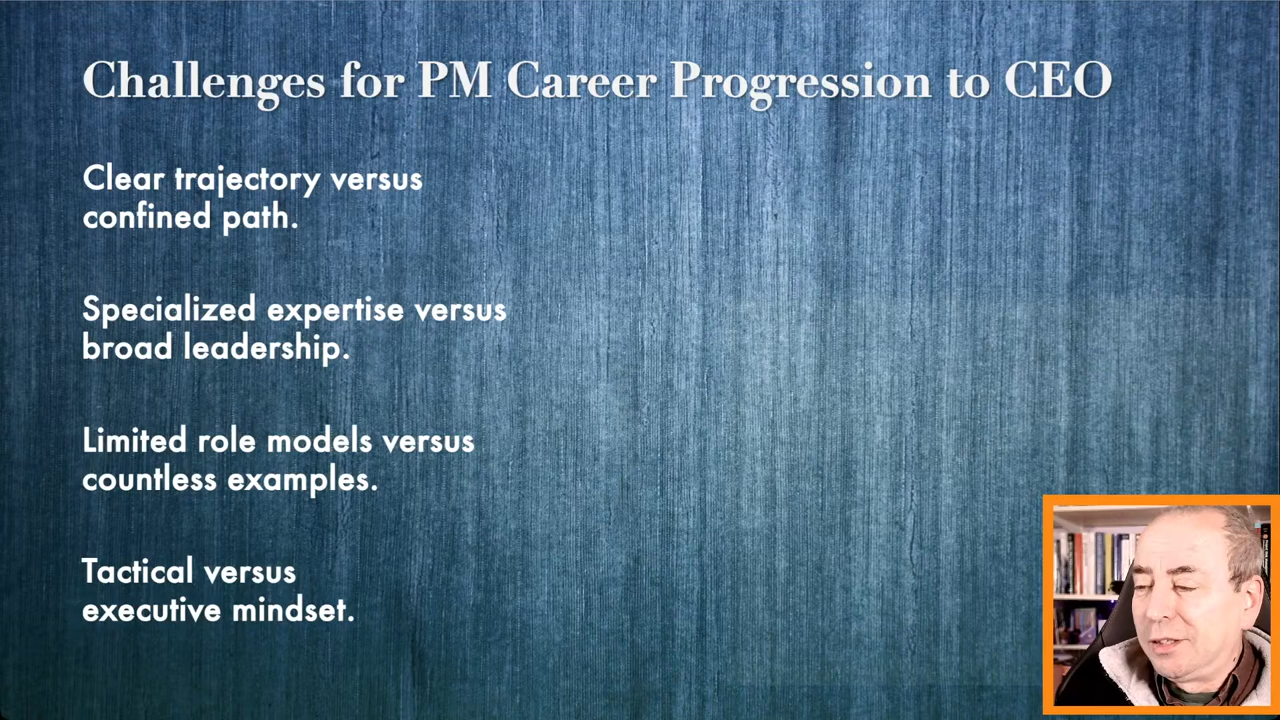 Challenges for PM Career Progression to CEO
Clear trajectory versus
confined path.
Specialized expertise versus
broad leadership.
Limited role models versus
countless examples.
Tactical versus
executive mindset.